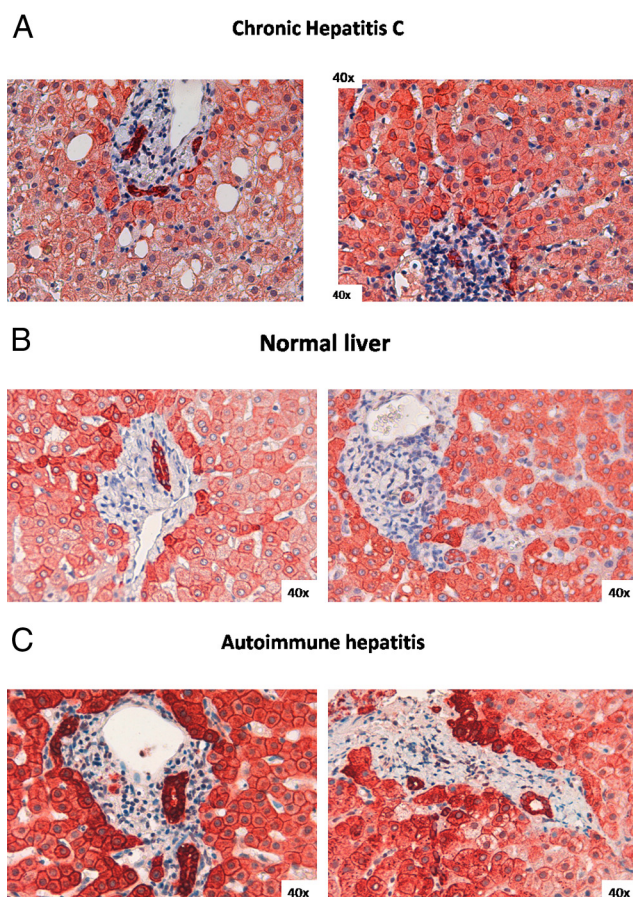 A
Chronic Hepatitis C
40x
40x
B
Normal liver
40x
40x
C
Autoimmune hepatitis
40x
40x